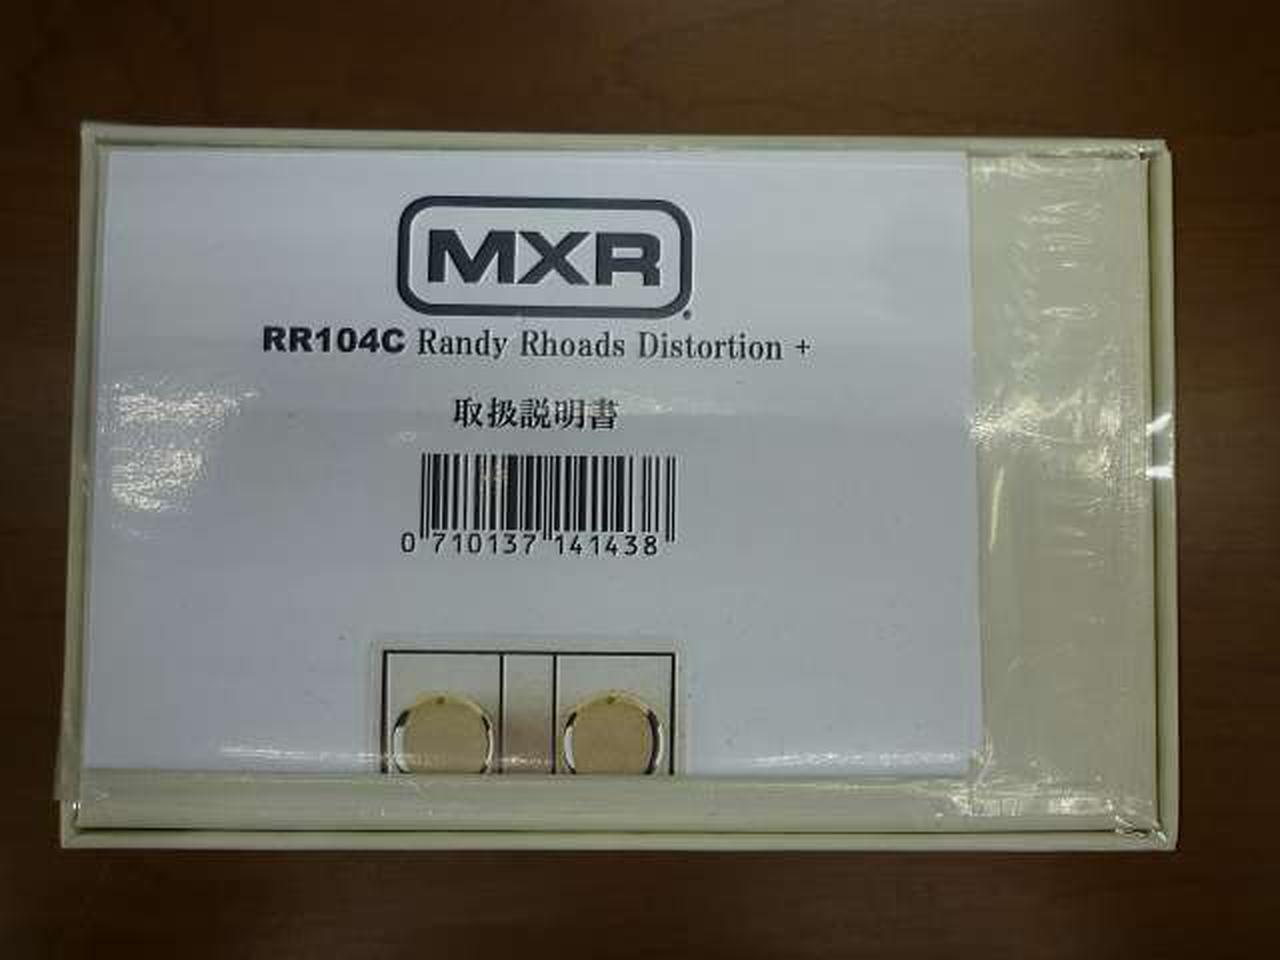 MXR
RR104C Randy Rhoads Distortion +
取扱説明書
0 710137 141438